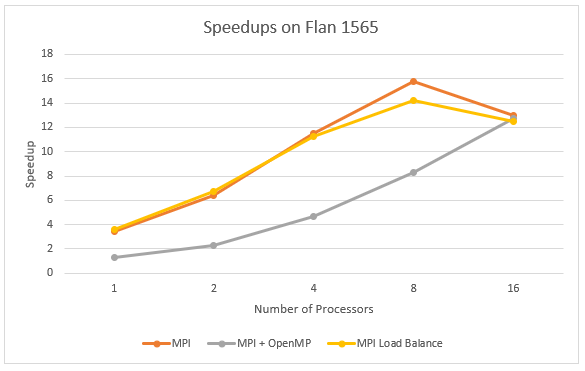 Speedups on Flan 1565
18
16
14
12
10
8
6
4
2
0
Speedup
1 2 4 8 16
Number of Processors
MPI MPI + OpenMP MPI Load Balance